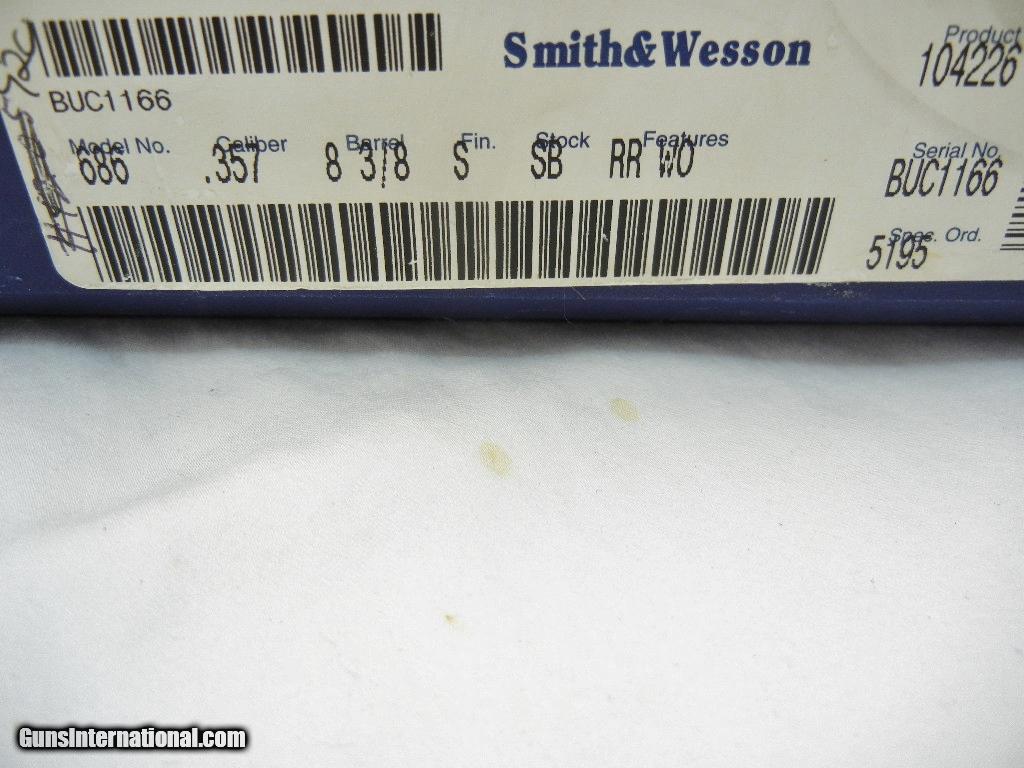 Smith&Wesson
Product
104226
BUC1166
Model No. Caliber Barrel Fin. Stock Features
686 .357 8 3/8 S SB RR WO
Serial No.
BUC1166
Spec. Ord.
5195
GunsInternational.com